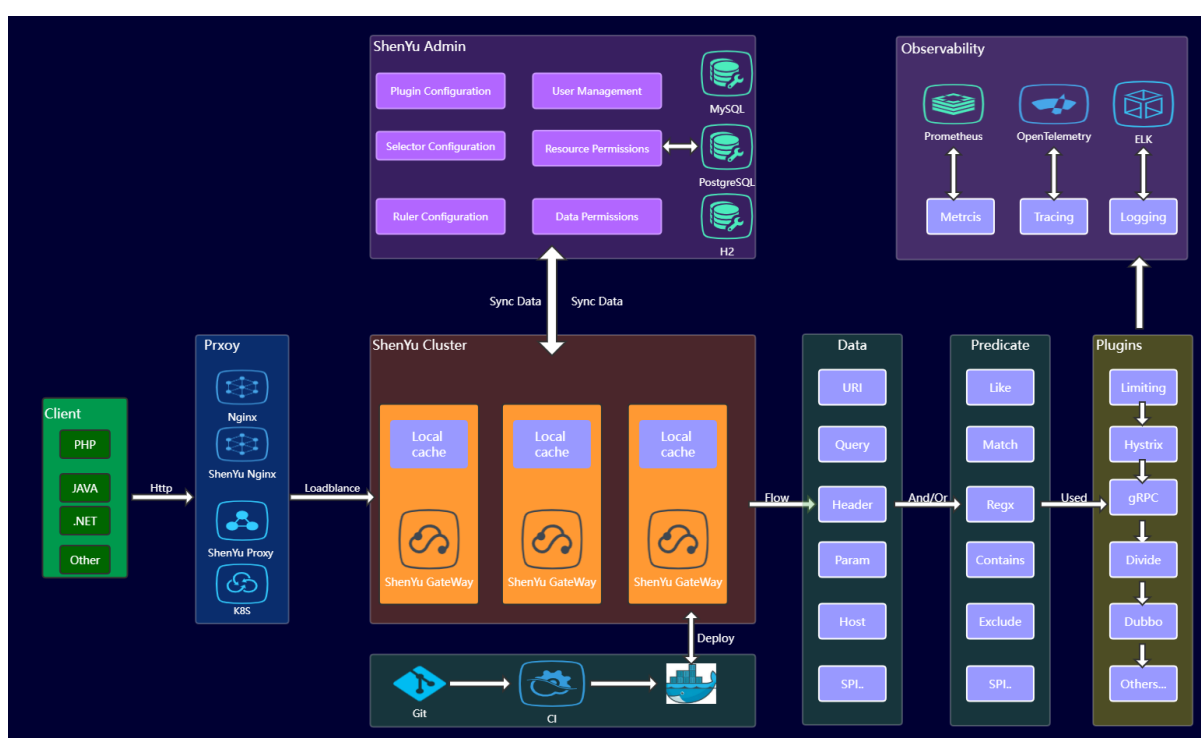 ShenYu Admin
Plugin Configuration
User Management
MySQL
Selector Configuration
Resource Permissions
PostgreSQL
Ruler Configuration
Data Permissions
H2
Observability
Prometheus
OpenTelemetry
ELK
Metrcis
Tracing
Logging
Sync Data
Sync Data
Client
PHP
JAVA
.NET
Other
Http
Prxoy
Nginx
ShenYu Nginx
ShenYu Proxy
K8S
Loadblance
ShenYu Cluster
Local
cache
ShenYu GateWay
Local
cache
ShenYu GateWay
Local
cache
ShenYu GateWay
Deploy
Git
CI
Flow
Data
URI
Query
Header
Param
Host
SPI..
And/Or
Predicate
Like
Match
Regx
Contains
Exclude
SPI..
Used
Plugins
Limiting
Hystrix
gRPC
Divide
Dubbo
Others...